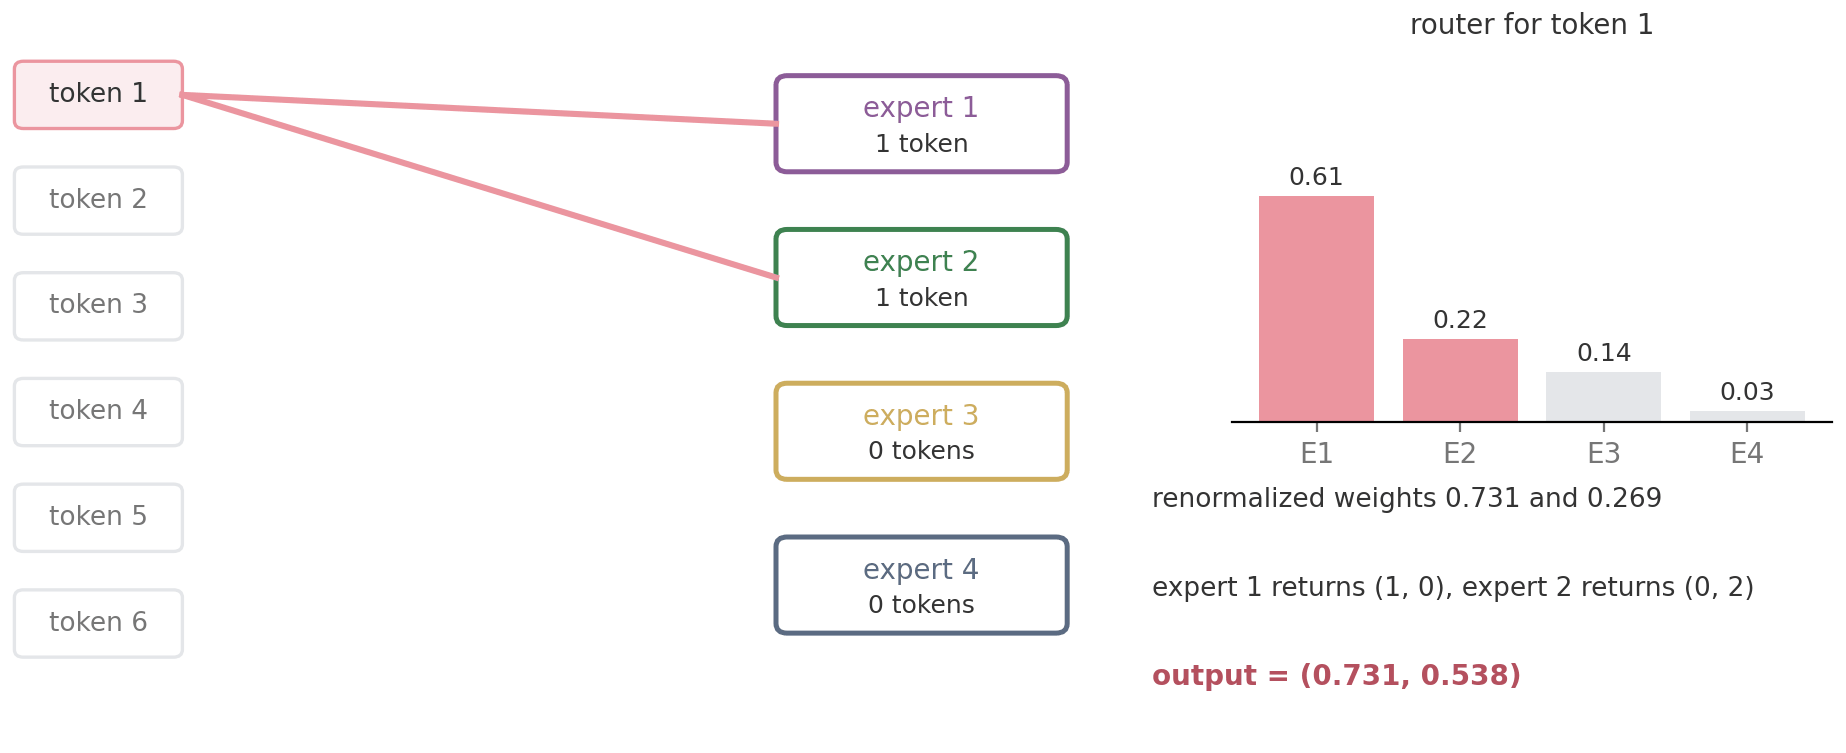 token 1
token 2
token 3
token 4
token 5
token 6
expert 1
1 token
expert 2
1 token
expert 3
0 tokens
expert 4
0 tokens
router for token 1
0.61
0.22
0.14
0.03
E1
E2
E3
E4
renormalized weights 0.731 and 0.269
expert 1 returns (1, 0), expert 2 returns (0, 2)
output = (0.731, 0.538)